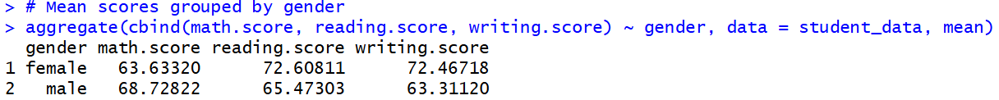 > # Mean scores grouped by gender
> aggregate(cbind(math.score, reading.score, writing.score) ~ gender, data = student_data, mean)
  gender math.score reading.score writing.score
1 female   63.63320      72.60811      72.46718
2   male   68.72822      65.47303      63.31120